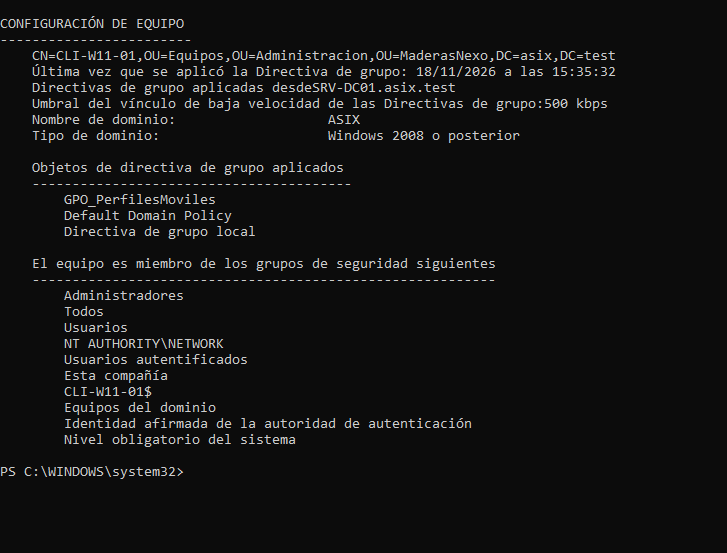 CONFIGURACIÓN DE EQUIPO
------------------------
CN=CLI-W11-01,OU=Equipos,OU=Administracion,OU=MaderasNexo,DC=asix,DC=test
Última vez que se aplicó la Directiva de grupo: 18/11/2026 a las 15:35:32
Directivas de grupo aplicadas desdeSRV-DC01.asix.test
Umbral del vínculo de baja velocidad de las Directivas de grupo:500 kbps
Nombre de dominio: ASIX
Tipo de dominio: Windows 2008 o posterior
Objetos de directiva de grupo aplicados
----------------------------------------
GPO_PerfilesMoviles
Default Domain Policy
Directiva de grupo local
El equipo es miembro de los grupos de seguridad siguientes
----------------------------------------------------------
Administradores
Todos
Usuarios
NT AUTHORITY\NETWORK
Usuarios autentificados
Esta compañía
CLI-W11-01$
Equipos del dominio
Identidad afirmada de la autoridad de autenticación
Nivel obligatorio del sistema
PS C:\WINDOWS\system32>